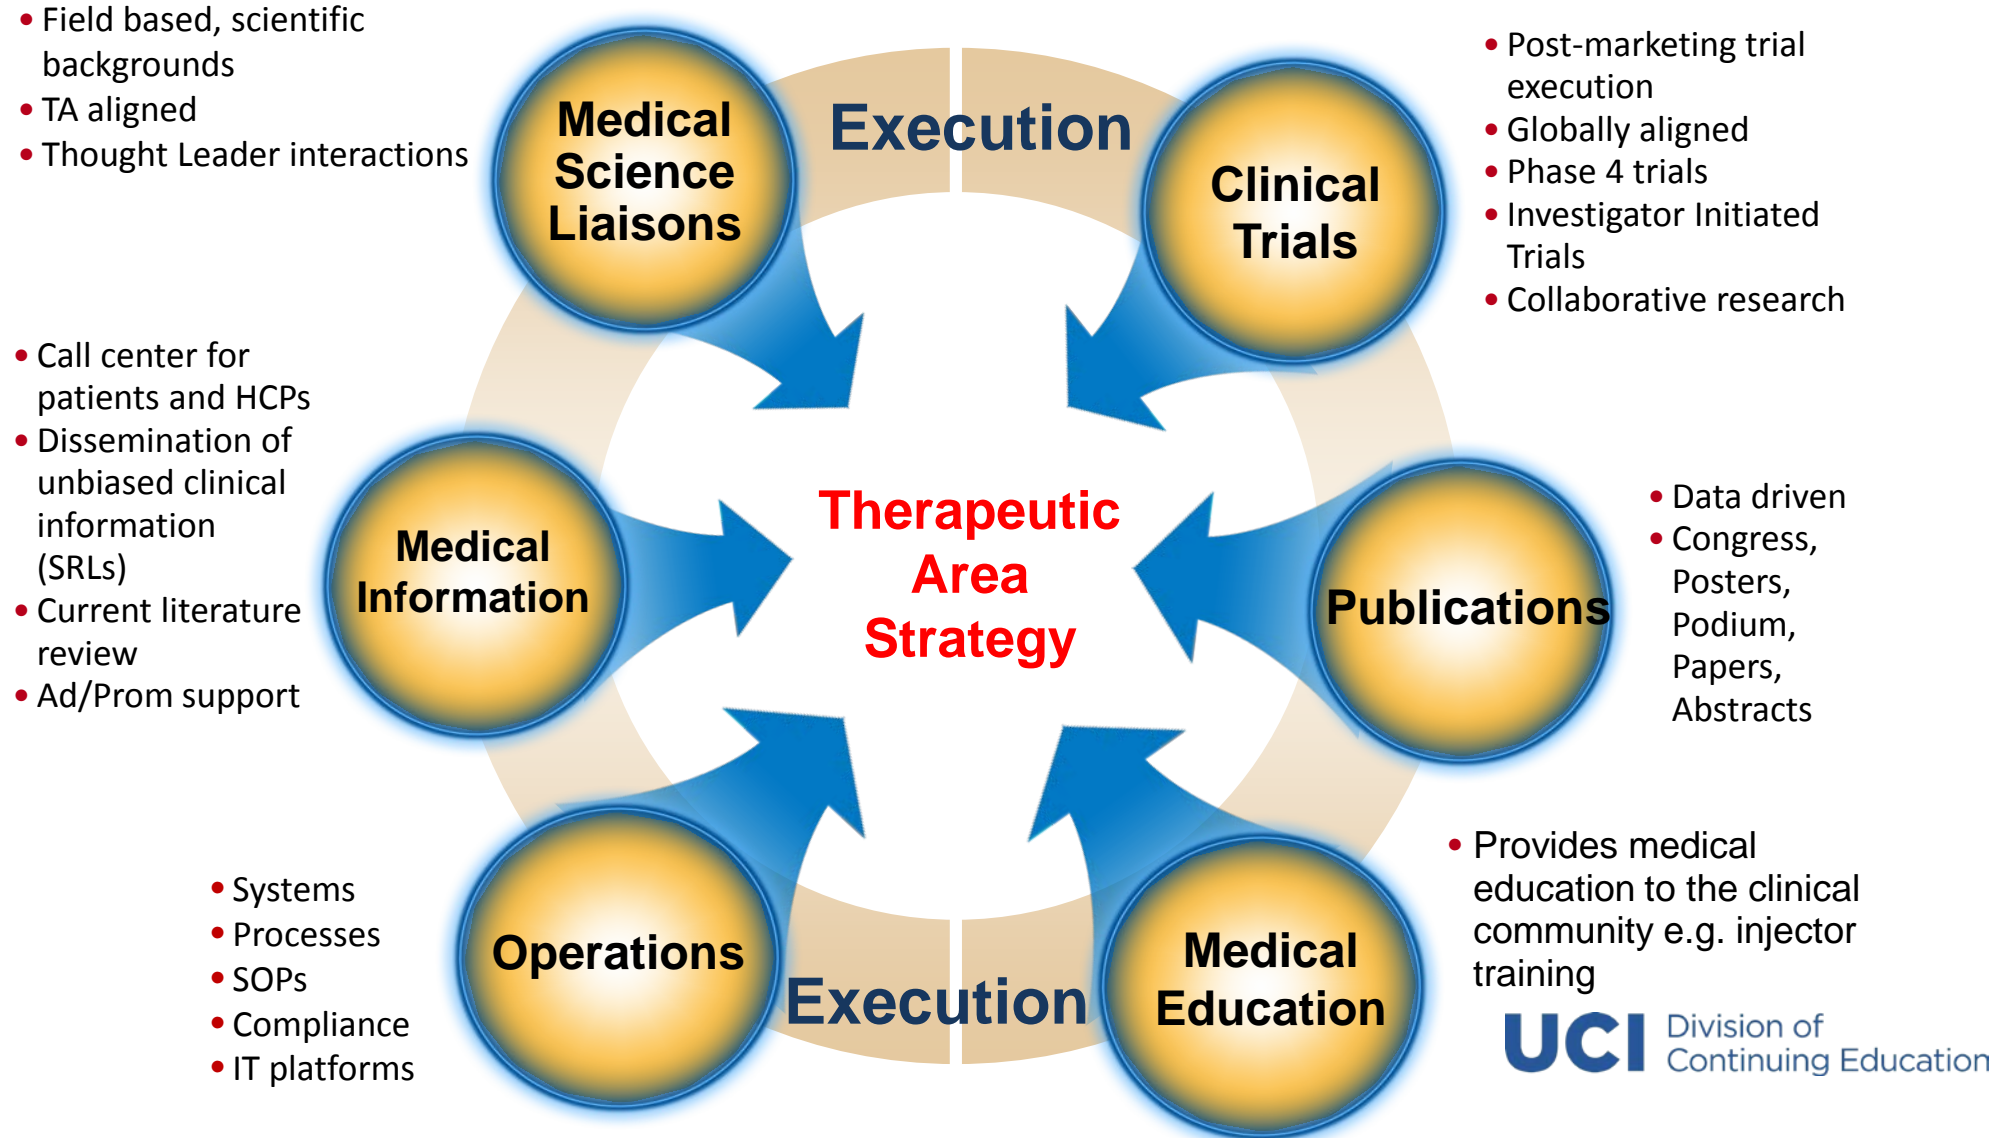 • Field based, scientific
backgrounds
• TA aligned
• Thought Leader interactions
Medical
Science
Liaisons
Execution
Clinical
Trials
• Post-marketing trial
execution
• Globally aligned
• Phase 4 trials
• Investigator Initiated
Trials
• Collaborative research
• Call center for
patients and HCPs
• Dissemination of
unbiased clinical
information
(SRLs)
• Current literature
review
• Ad/Prom support
Medical
Information
Therapeutic
Area
Strategy
Publications
• Data driven
• Congress,
Posters,
Podium,
Papers,
Abstracts
• Systems
• Processes
• SOPs
• Compliance
• IT platforms
Operations
Execution
Medical
Education
• Provides medical
education to the clinical
community e.g. injector
training
UCI
Division of
Continuing Education